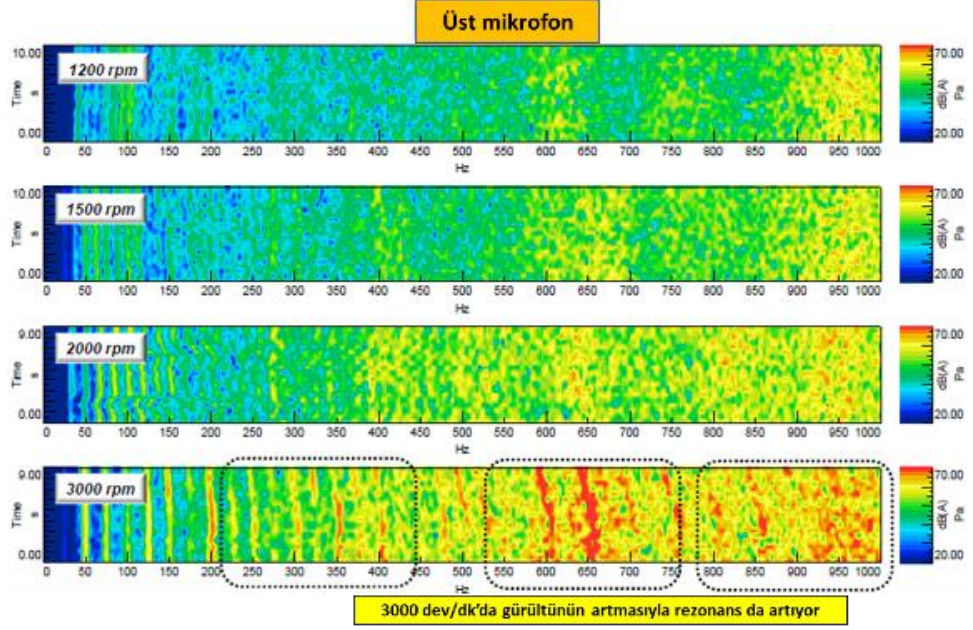 Üst mikrofon
1200 rpm
10.00
Time
s
0.00
0 50 100 150 200 250 300 350 400 450 500 550 600 650 700 750 800 850 900 950 1000
Hz
70.00
dB(A)
Pa
20.00
1500 rpm
10.00
Time
s
0.00
0 50 100 150 200 250 300 350 400 450 500 550 600 650 700 750 800 850 900 950 1000
Hz
70.00
dB(A)
Pa
20.00
2000 rpm
9.00
Time
s
0.00
0 50 100 150 200 250 300 350 400 450 500 550 600 650 700 750 800 850 900 950 1000
Hz
70.00
dB(A)
Pa
20.00
3000 rpm
9.00
Time
s
0.00
0 50 100 150 200 250 300 350 400 450 500 550 600 650 700 750 800 850 900 950 1000
Hz
70.00
dB(A)
Pa
20.00
3000 dev/dk'da gürültünün artmasıyla rezonans da artıyor